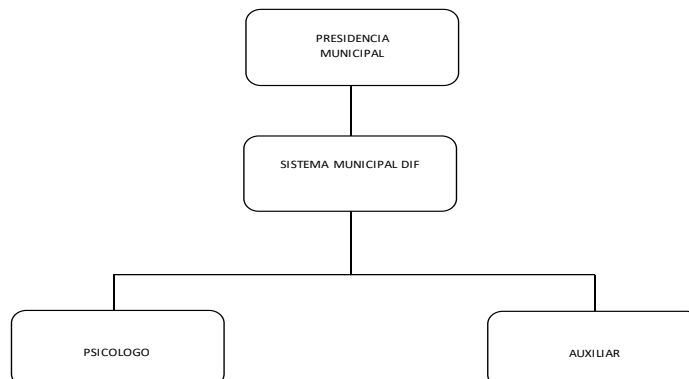 PRESIDENCIA
MUNICIPAL
SISTEMA MUNICIPAL DIF
PSICOLOGO
AUXILIAR